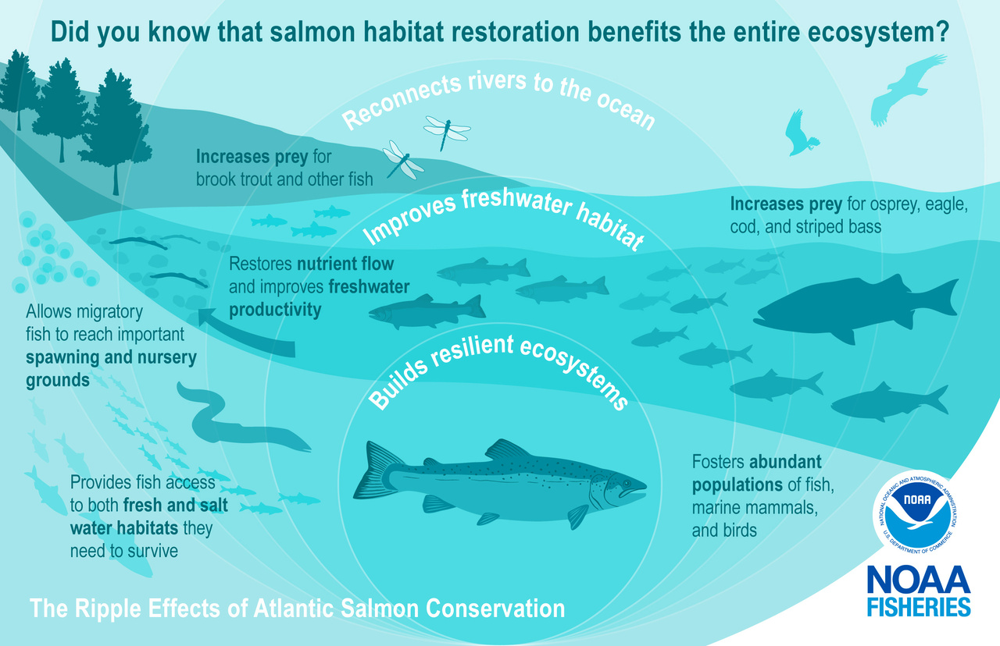 Did you know that salmon habitat restoration benefits the entire ecosystem?
Reconnects rivers to the ocean
Increases prey for
brook trout and other fish
Improves freshwater habitat
Increases prey for osprey, eagle,
cod, and striped bass
Restores nutrient flow
and improves freshwater
productivity
Allows migratory
fish to reach important
spawning and nursery
grounds
Builds resilient ecosystems
Provides fish access
to both fresh and salt
water habitats they
need to survive
Fosters abundant
populations of fish,
marine mammals,
and birds
NATIONAL OCEANIC AND ATMOSPHERIC ADMINISTRATION
NOAA
U.S. DEPARTMENT OF COMMERCE
NOAA
FISHERIES
The Ripple Effects of Atlantic Salmon Conservation